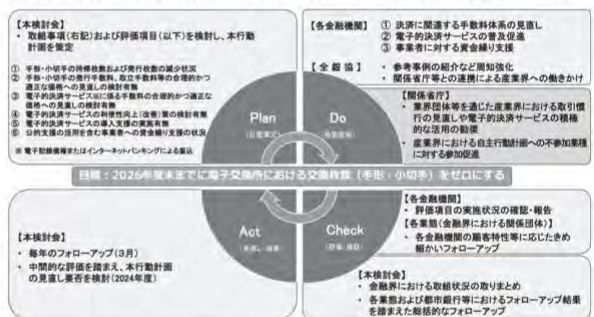 【本検討会】
・ 取組事項（右記）および評価項目（以下）を検討し、本行動
計画を策定
① 手形・小切手の持帰枚数および発行枚数の減少状況
② 手形・小切手の発行手数料、取立手数料等の合理的かつ
適正な価格への見直しの検討有無
③ 電子的決済サービス※に係る手数料の合理的かつ適正な
価格への見直しの検討有無
④ 電子的決済サービスの利便性向上（改善）策の検討有無
⑤ 電子的決済サービスの導入支援の実施有無
⑥ 公的支援の活用を含む事業者への資金繰り支援の状況
※ 電子記録債権またはインターネットバンキングによる振込
【各金融機関】
① 決済に関連する手数料体系の見直し
② 電子的決済サービスの普及促進
③ 事業者に対する資金繰り支援
【全銀協】
・ 参考事例の紹介など周知強化
・ 関係省庁等との連携による産業界への働きかけ
【関係省庁】
・ 業界団体等を通じた産業界における取引慣
行の見直しや電子的決済サービスの積極
的な活用の勧奨
・ 産業界における自主行動計画への不参加業種
に対する参加促進
Plan
Do
目標：2026年度末までに電子交換所における交換枚数（手形・小切手）をゼロにする
Act
Check
【本検討会】
・ 毎年のフォローアップ（3月）
・ 中間的な評価を踏まえ、本行動計画
の見直し要否を検討（2024年度）
【各金融機関】
・ 評価項目の実施状況の確認・報告
【各業態（金融界における関係団体）】
・ 各金融機関の顧客特性等に応じたきめ
細かいフォローアップ
【本検討会】
・ 金融界における取組状況の取りまとめ
・ 各業態および都市銀行等におけるフォローアップ結果
を踏まえた総括的なフォローアップ